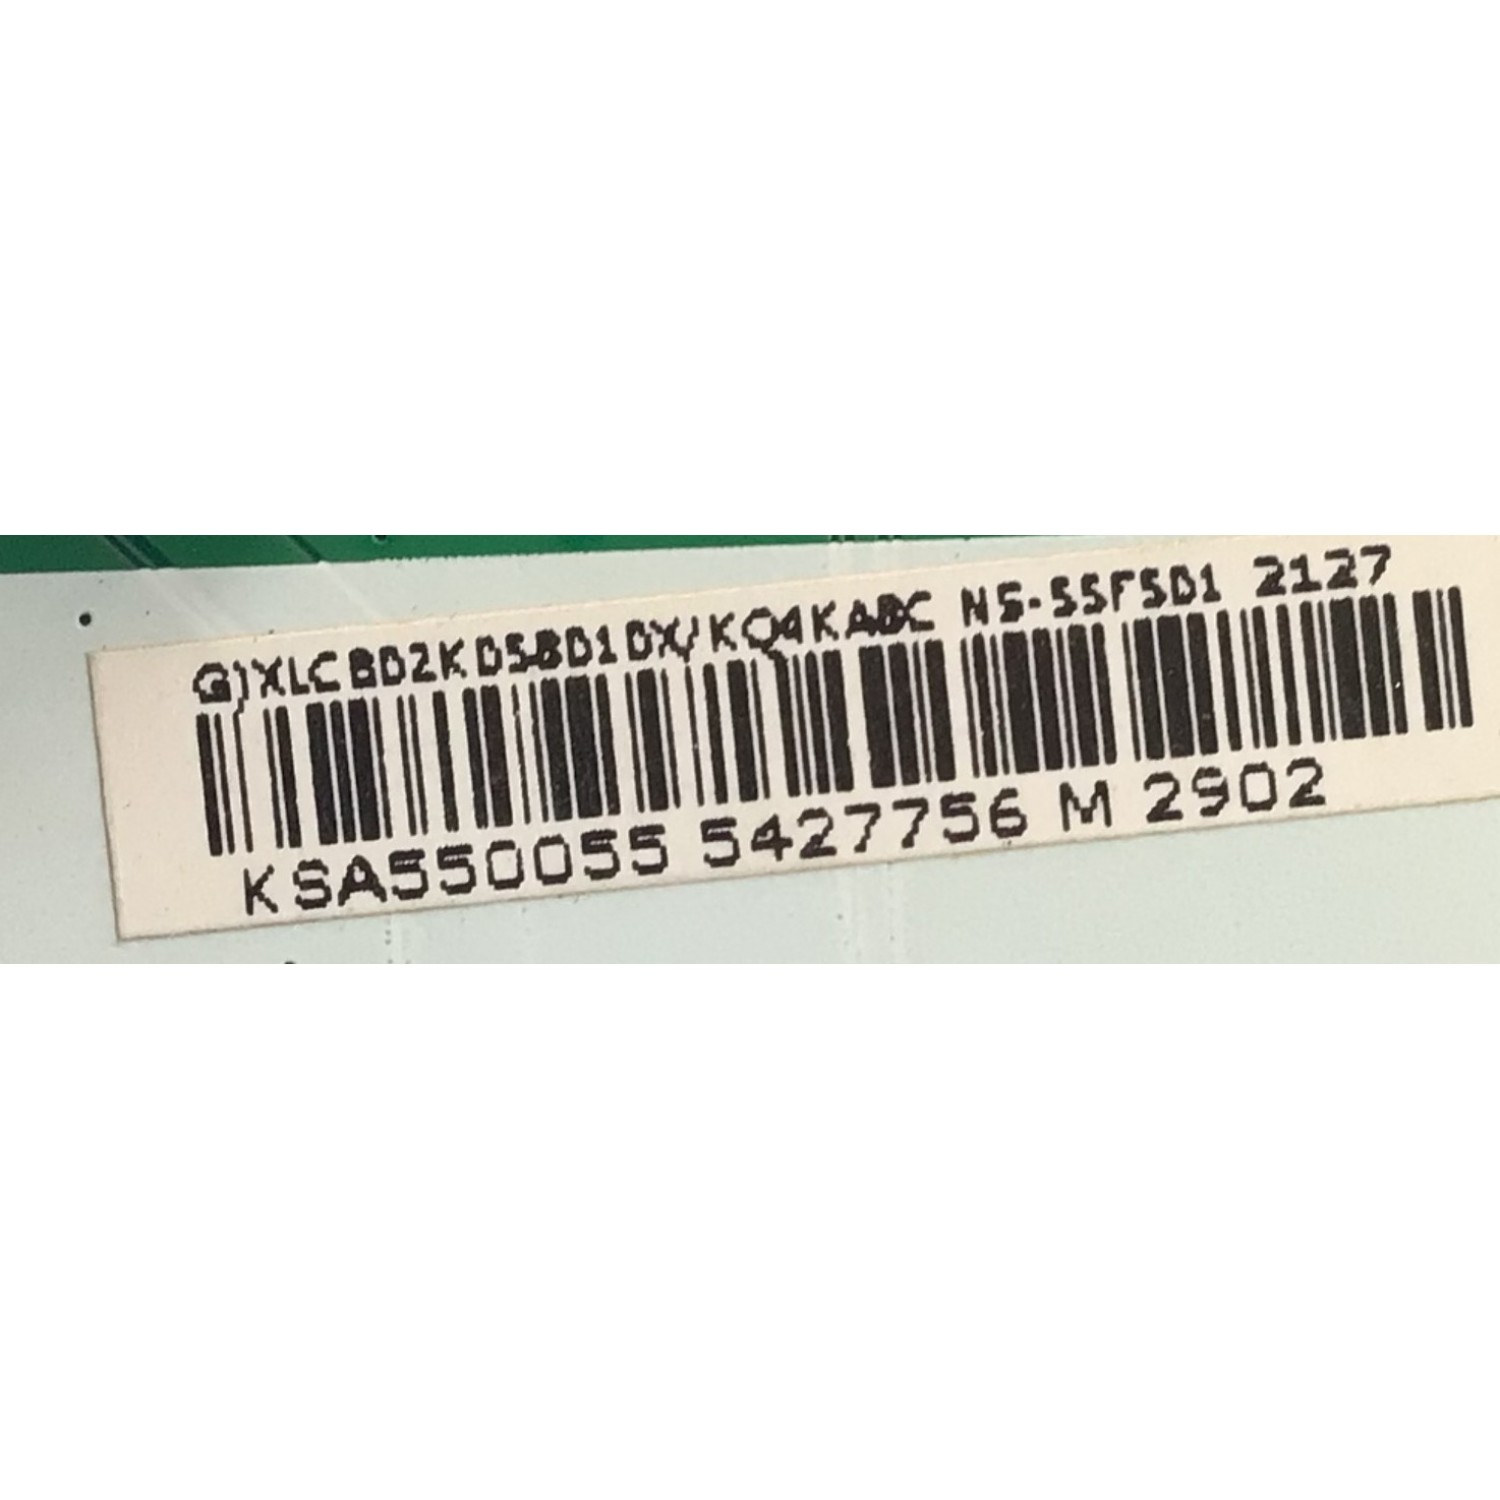 G)XLCBD2KD5BD1DX/KQ4KABC NS-55F5D1 2127
KSA550055 5427756 M 2902